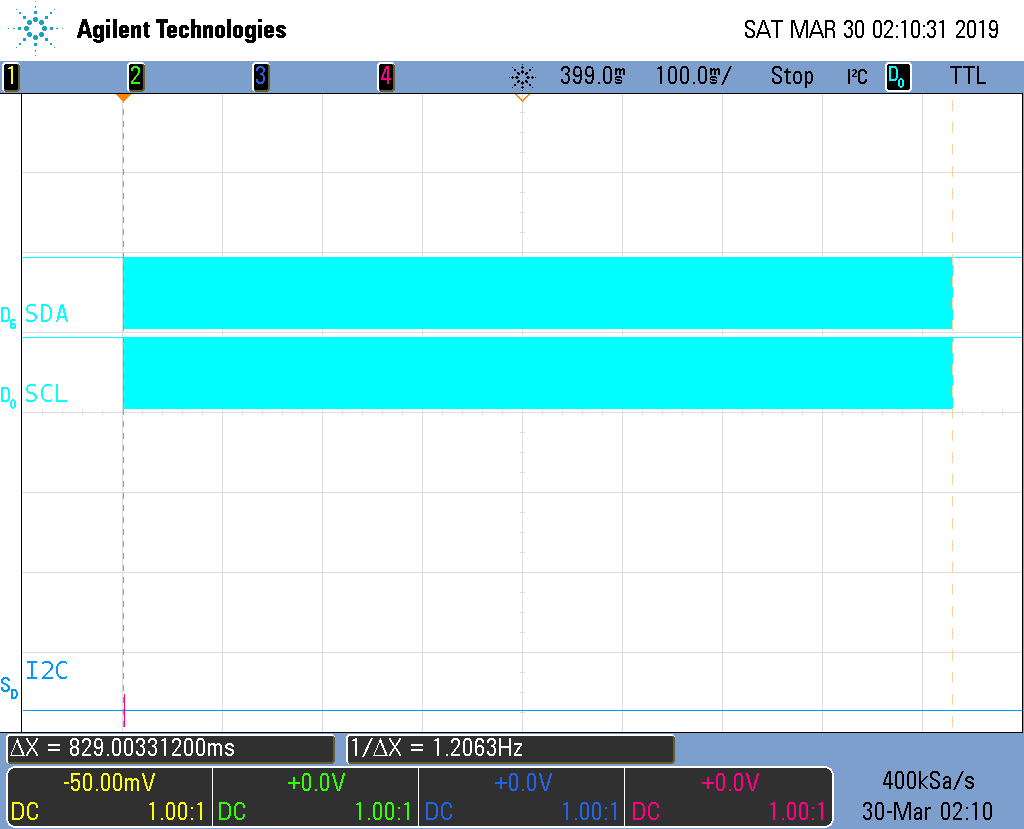 Agilent Technologies
SAT MAR 30 02:10:31 2019
1 2 3 4 399.0ms 100.0ms/ Stop I²C D0 TTL
D6 SDA
D0 SCL
I2C
SD
ΔX = 829.00331200ms 1/ΔX = 1.2063Hz
-50.00mV +0.0V +0.0V +0.0V 400kSa/s
DC 1.00:1 DC 1.00:1 DC 1.00:1 DC 1.00:1 30-Mar 02:10